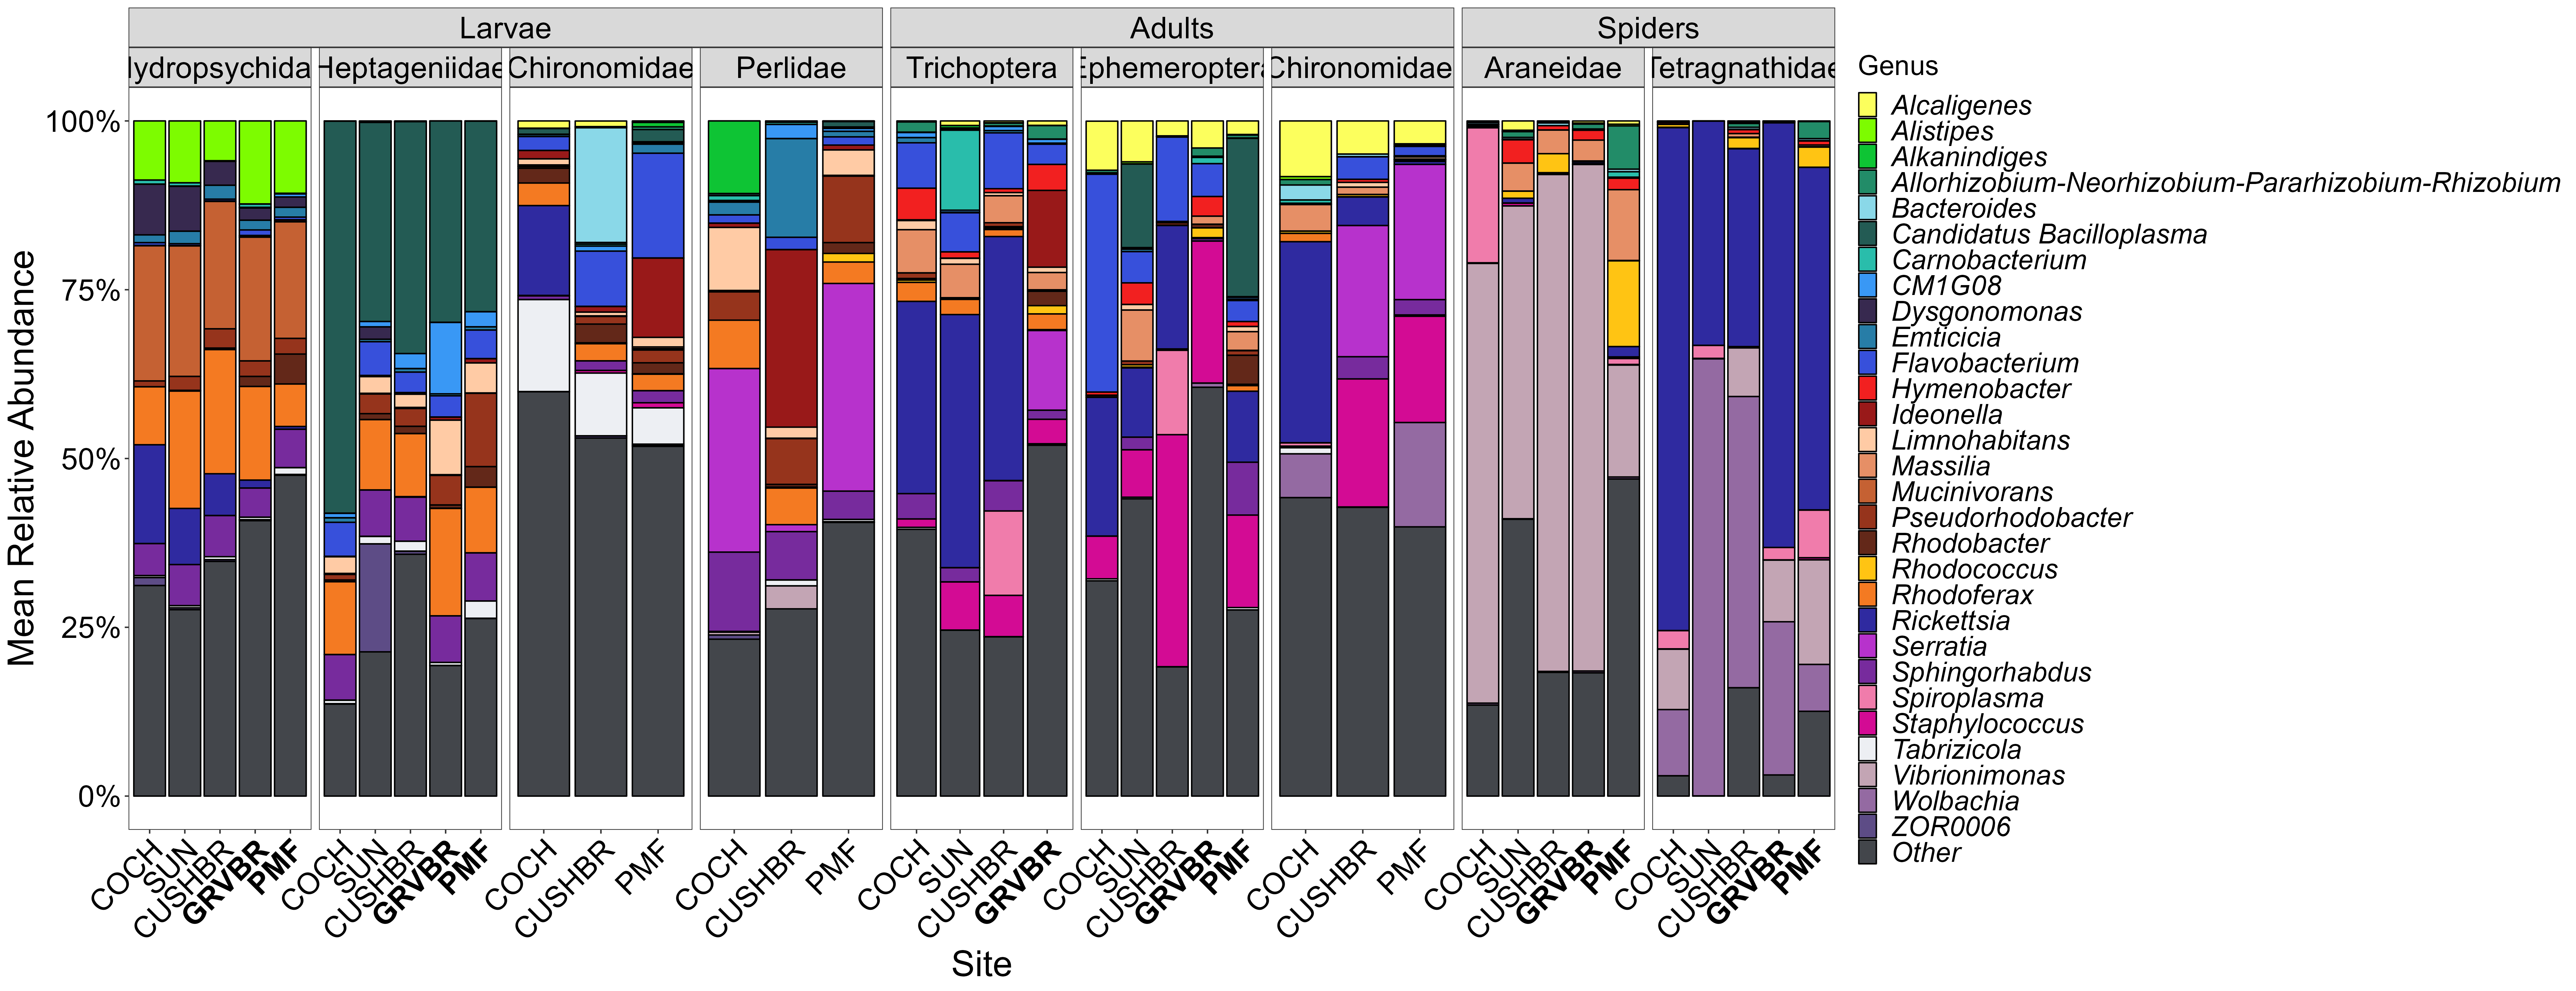 Larvae
Adults
Spiders
Hydropsychida
Heptageniidae
Chironomidae
Perlidae
Trichoptera
Ephemeroptera
Chironomidae
Araneidae
Tetragnathidae
Mean Relative Abundance
100%
75%
50%
25%
0%
COCH
SUN
CUSHBR
GRVBR
PMF
COCH
SUN
CUSHBR
GRVBR
PMF
COCH
CUSHBR
PMF
COCH
CUSHBR
PMF
COCH
SUN
CUSHBR
GRVBR
COCH
SUN
CUSHBR
GRVBR
PMF
COCH
CUSHBR
PMF
COCH
SUN
CUSHBR
GRVBR
PMF
COCH
SUN
CUSHBR
GRVBR
PMF
Site
Genus
Alcaligenes
Alistipes
Alkanindiges
Allorhizobium-Neorhizobium-Pararhizobium-Rhizobium
Bacteroides
Candidatus Bacilloplasma
Carnobacterium
CM1G08
Dysgonomonas
Emticicia
Flavobacterium
Hymenobacter
Ideonella
Limnohabitans
Massilia
Mucinivorans
Pseudorhodobacter
Rhodobacter
Rhodococcus
Rhodoferax
Rickettsia
Serratia
Sphingorhabdus
Spiroplasma
Staphylococcus
Tabrizicola
Vibrionimonas
Wolbachia
ZOR0006
Other